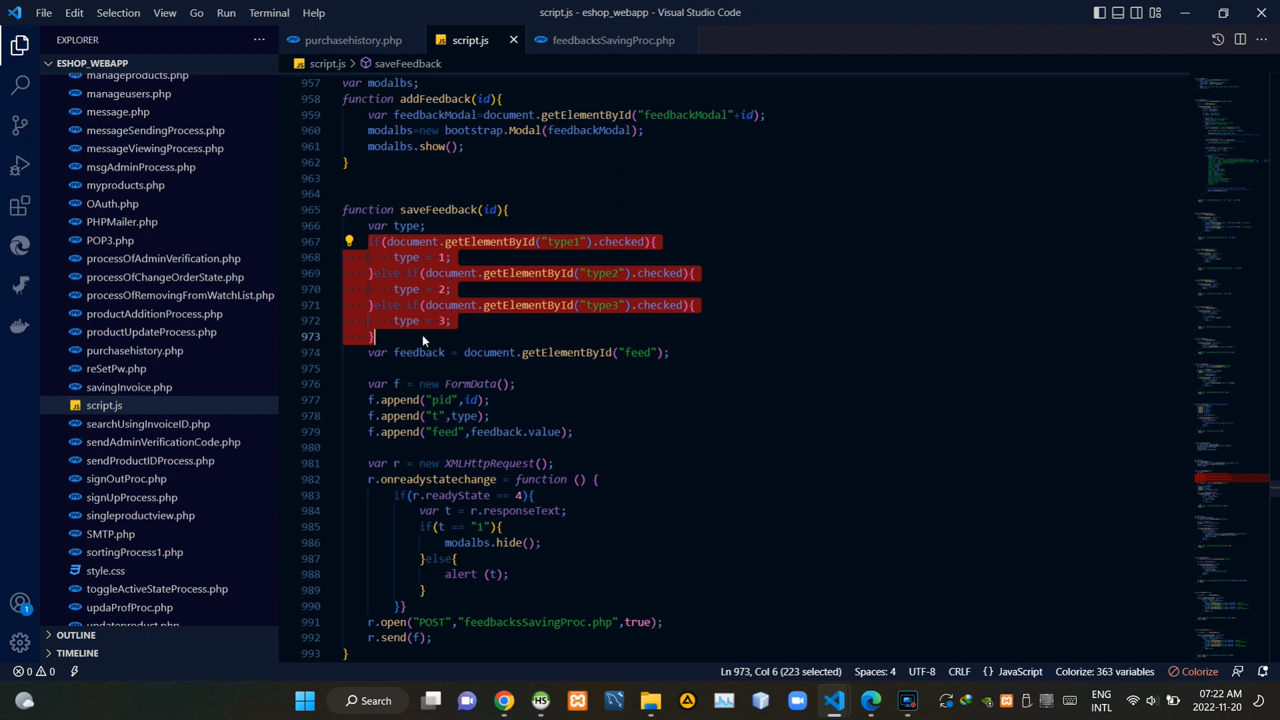 File Edit Selection View Go Run Terminal Help
script.js - eshop_webapp - Visual Studio Code
EXPLORER
purchasehistory.php
script.js
feedbacksSavingProc.php
ESHOP_WEBAPP
script.js > saveFeedback
manageproducts.php
manageusers.php
message.php
messageSendingProcess.php
messageViewingProcess.php
msgAdminProcess.php
myproducts.php
OAuth.php
PHPMailer.php
POP3.php
processOfAdminVerification.php
processOfChangeOrderState.php
processOfRemovingFromWatchList.php
productAdditionProcess.php
productUpdateProcess.php
purchasehistory.php
reSetPw.php
savingInvoice.php
script.js
searchUsingInvoiceID.php
sendAdminVerificationCode.php
sendProductIDProcess.php
signOutProc.php
signUpProcess.php
singleproductview.php
SMTP.php
sortingProcess1.php
style.css
toggleActiveStateProcess.php
updaProfProc.php
updateproduct.php
OUTLINE
TIMELINE
957 var modalbs;
958 function addFeedback(id){
959 var feedbackModal = document.getElementById("feedbackModal"+id);
960 modalbs=new bootstrap.Modal(feedbackModal);
961 modalbs.show();
962 }
963
964
965 function saveFeedback(id){
966 var type;
967 if(document.getElementById("type1").checked){
968 type = 1;
969 }else if(document.getElementById("type2").checked){
970 type = 2;
971 }else if(document.getElementById("type3").checked){
972 type = 3;
973 }
974 var feedback = document.getElementById("feed");
975
976 var f = new FormData();
977 f.append("pid",id);
978 f.append("t",type);
979 f.append("feed",feedback.value);
980
981 var r = new XMLHttpRequest();
982 r.onreadystatechange = function () {
983 if(r.readyState == 4){
984 var t = r.responseText;
985 if(t == "1"){
986 modalbs.hide();
987 }else{
988 alert (t);
989 }
990 }}
991 r.open("POST","feedbacksSavingProc.php",true);
992 r.send(f);
993 }
1
0 0
Ln 973, Col 6 (231 selected) Spaces: 4 UTF-8 CRLF {} JavaScript Colorize: 363 variables Colorize
Search
ENG
INTL
07:22 AM
2022-11-20